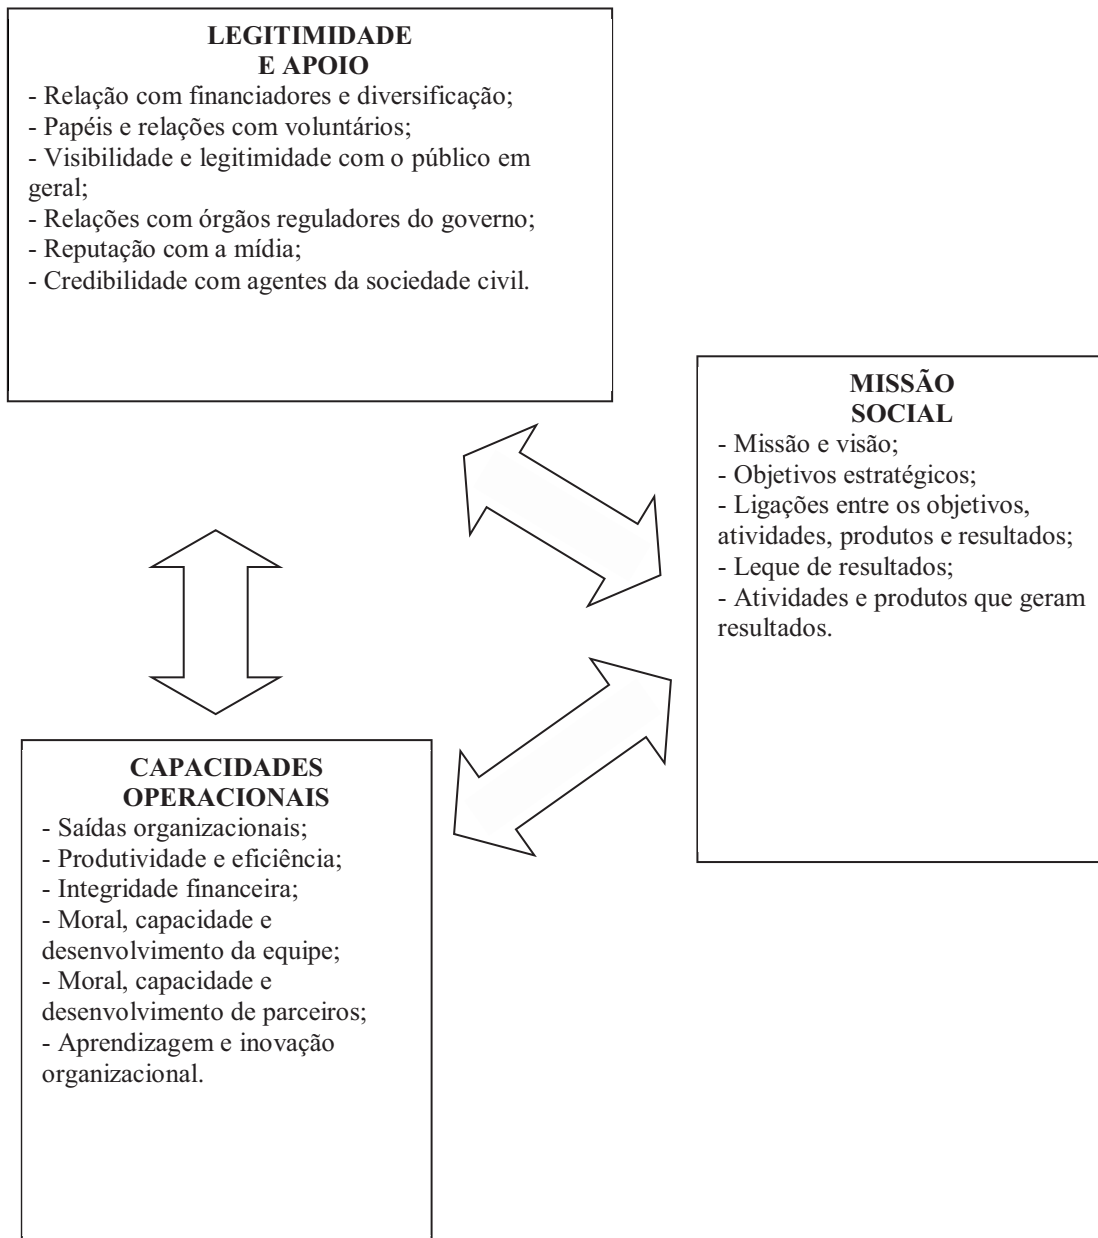 LEGITIMIDADE
E APOIO
- Relação com financiadores e diversificação;
- Papéis e relações com voluntários;
- Visibilidade e legitimidade com o público em
geral;
- Relações com órgãos reguladores do governo;
- Reputação com a mídia;
- Credibilidade com agentes da sociedade civil.
MISSÃO
SOCIAL
- Missão e visão;
- Objetivos estratégicos;
- Ligações entre os objetivos,
atividades, produtos e resultados;
- Leque de resultados;
- Atividades e produtos que geram
resultados.
CAPACIDADES
OPERACIONAIS
- Saídas organizacionais;
- Produtividade e eficiência;
- Integridade financeira;
- Moral, capacidade e
desenvolvimento da equipe;
- Moral, capacidade e
desenvolvimento de parceiros;
- Aprendizagem e inovação
organizacional.